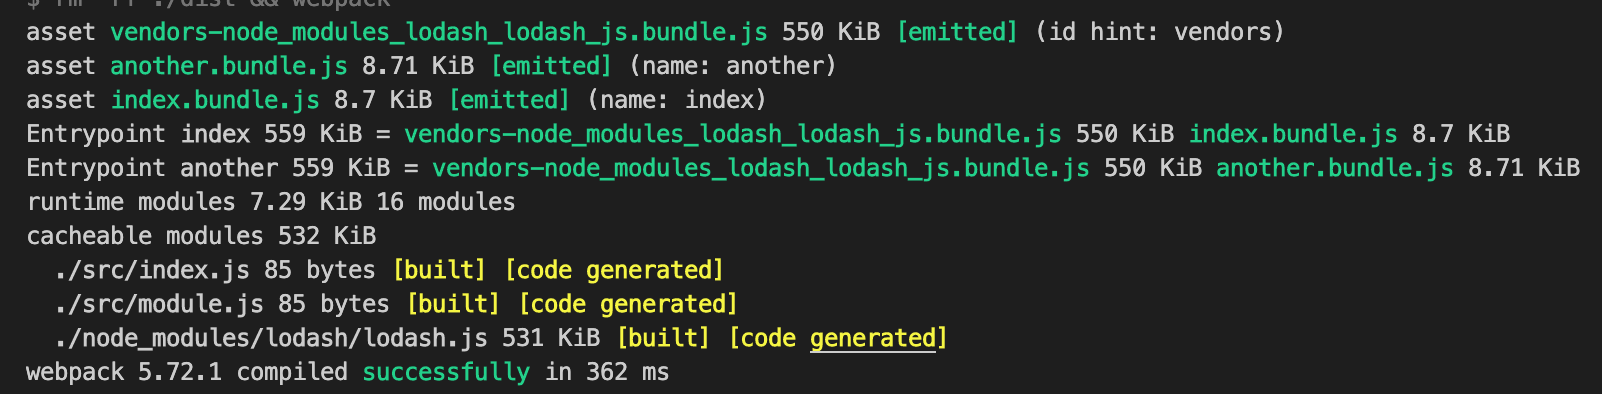 $ rm -rf ./dist && webpack
asset vendors-node_modules_lodash_lodash_js.bundle.js 550 KiB [emitted] (id hint: vendors)
asset another.bundle.js 8.71 KiB [emitted] (name: another)
asset index.bundle.js 8.7 KiB [emitted] (name: index)
Entrypoint index 559 KiB = vendors-node_modules_lodash_lodash_js.bundle.js 550 KiB index.bundle.js 8.7 KiB
Entrypoint another 559 KiB = vendors-node_modules_lodash_lodash_js.bundle.js 550 KiB another.bundle.js 8.71 KiB
runtime modules 7.29 KiB 16 modules
cacheable modules 532 KiB
./src/index.js 85 bytes [built] [code generated]
./src/module.js 85 bytes [built] [code generated]
./node_modules/lodash/lodash.js 531 KiB [built] [code generated]
webpack 5.72.1 compiled successfully in 362 ms